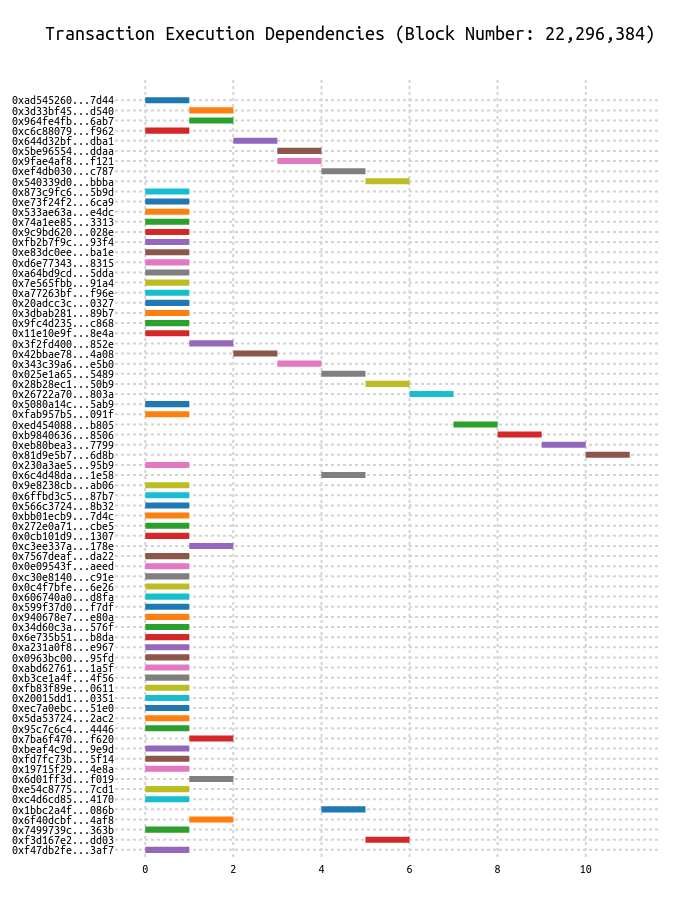 Transaction Execution Dependencies (Block Number: 22,296,384)
0xad545260...7d44
0x3d33bf45...d540
0x964fe4fb...6ab7
0xc6c88079...f962
0x644d32bf...dba1
0x5be96554...ddaa
0x9fae4af8...f121
0xef4db030...c787
0x540339d0...bbba
0x873c9fc6...5b9d
0xe73f24f2...6ca9
0x533ae63a...e4dc
0x74a1ee85...3313
0x9c9bd620...028e
0xfb2b7f9c...93f4
0xe83dc0ee...ba1e
0xd6e77343...8315
0xa64bd9cd...5dda
0x7e565fbb...91a4
0xa77263bf...f96e
0x20adcc3c...0327
0x3dbab281...89b7
0x9fc4d235...c868
0x11e10e9f...8e4a
0x3f2fd400...852e
0x42bbae78...4a08
0x343c39a6...e5b0
0x025e1a65...5489
0x28b28ec1...50b9
0x26722a70...803a
0x5080a14c...5ab9
0xfab957b5...091f
0xed454088...b805
0xb9840636...8506
0xeb80bea3...7799
0x81d9e5b7...6d8b
0x230a3ae5...95b9
0x6c4d48da...1e58
0x9e8238cb...ab06
0x6ffbd3c5...87b7
0x566c3724...8b32
0xbb01ecb9...7d4c
0x272e0a71...cbe5
0x0cb101d9...1307
0xc3ee337a...178e
0x7567deaf...da22
0x0e09543f...aeed
0xc30e8140...c91e
0x0c4f7bfe...6e26
0x606740a0...d8fa
0x599f37d0...f7df
0x940678e7...e80a
0x34d60c3a...576f
0x6e735b51...b8da
0xa231a0f8...e967
0x0963bc00...95fd
0xabd62761...1a5f
0xb3ce1a4f...4f56
0xfb83f89e...0611
0x20015dd1...0351
0xec7a0ebc...51e0
0x5da53724...2ac2
0x95c7c6c4...4446
0x7ba6f470...f620
0xbeaf4c9d...9e9d
0xfd7fc73b...5f14
0x19715f29...4e8a
0x6d01ff3d...f019
0xe54c8775...7cd1
0xc4d6cd85...4170
0x1bbc2a4f...086b
0x6f40dcbf...4af8
0x7499739c...363b
0xf3d167e2...dd03
0xf47db2fe...3af7
0 2 4 6 8 10